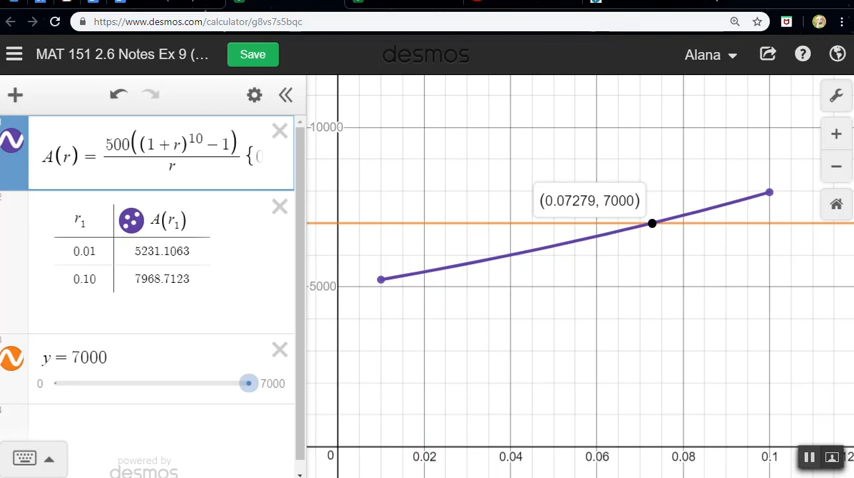 https://www.desmos.com/calculator/g8vs7s5bqc
MAT 151 2.6 Notes Ex 9 (...
Save
desmos
Alana
A(r) = 500((1 + r)^10 − 1) / r {0
r₁ A(r₁)
0.01 5231.1063
0.10 7968.7123
y = 7000
0 7000
powered by
desmos
10000
(0.07279, 7000)
5000
0 0.02 0.04 0.06 0.08 0.1 12